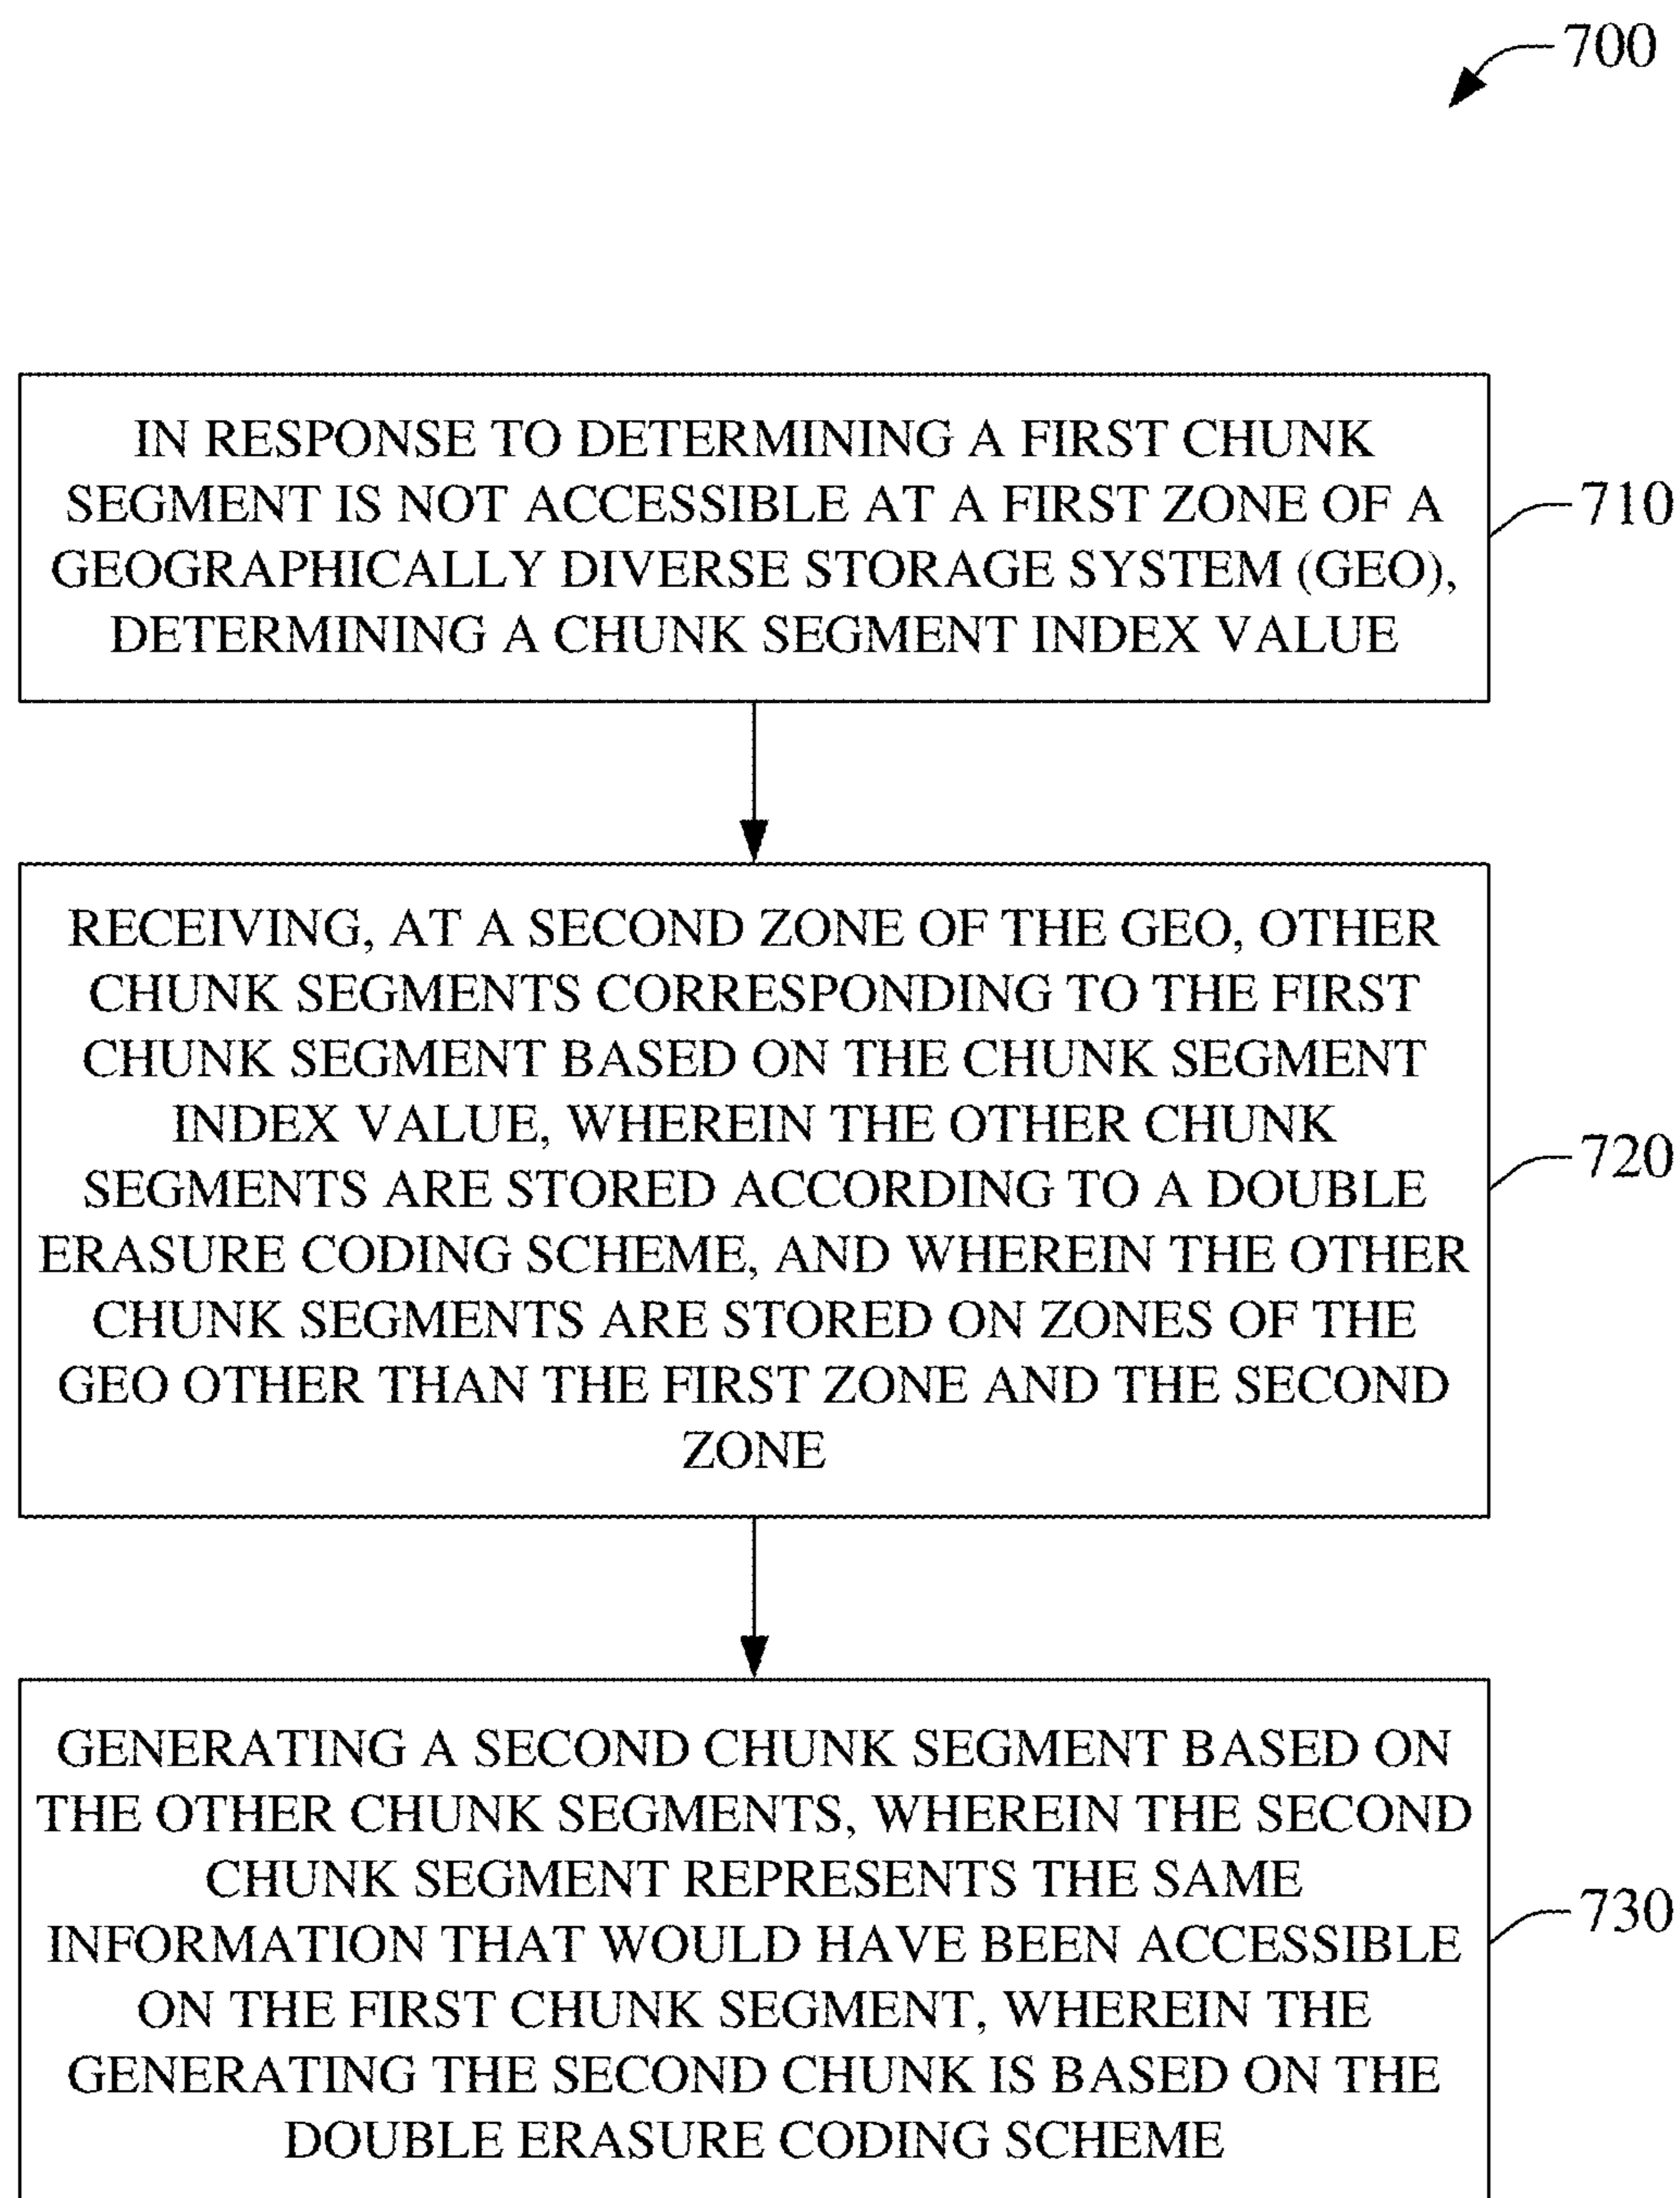 700
IN RESPONSE TO DETERMINING A FIRST CHUNK
SEGMENT IS NOT ACCESSIBLE AT A FIRST ZONE OF A
GEOGRAPHICALLY DIVERSE STORAGE SYSTEM (GEO),
DETERMINING A CHUNK SEGMENT INDEX VALUE
710
RECEIVING, AT A SECOND ZONE OF THE GEO, OTHER
CHUNK SEGMENTS CORRESPONDING TO THE FIRST
CHUNK SEGMENT BASED ON THE CHUNK SEGMENT
INDEX VALUE, WHEREIN THE OTHER CHUNK
SEGMENTS ARE STORED ACCORDING TO A DOUBLE
ERASURE CODING SCHEME, AND WHEREIN THE OTHER
CHUNK SEGMENTS ARE STORED ON ZONES OF THE
GEO OTHER THAN THE FIRST ZONE AND THE SECOND
ZONE
720
GENERATING A SECOND CHUNK SEGMENT BASED ON
THE OTHER CHUNK SEGMENTS, WHEREIN THE SECOND
CHUNK SEGMENT REPRESENTS THE SAME
INFORMATION THAT WOULD HAVE BEEN ACCESSIBLE
ON THE FIRST CHUNK SEGMENT, WHEREIN THE
GENERATING THE SECOND CHUNK IS BASED ON THE
DOUBLE ERASURE CODING SCHEME
730